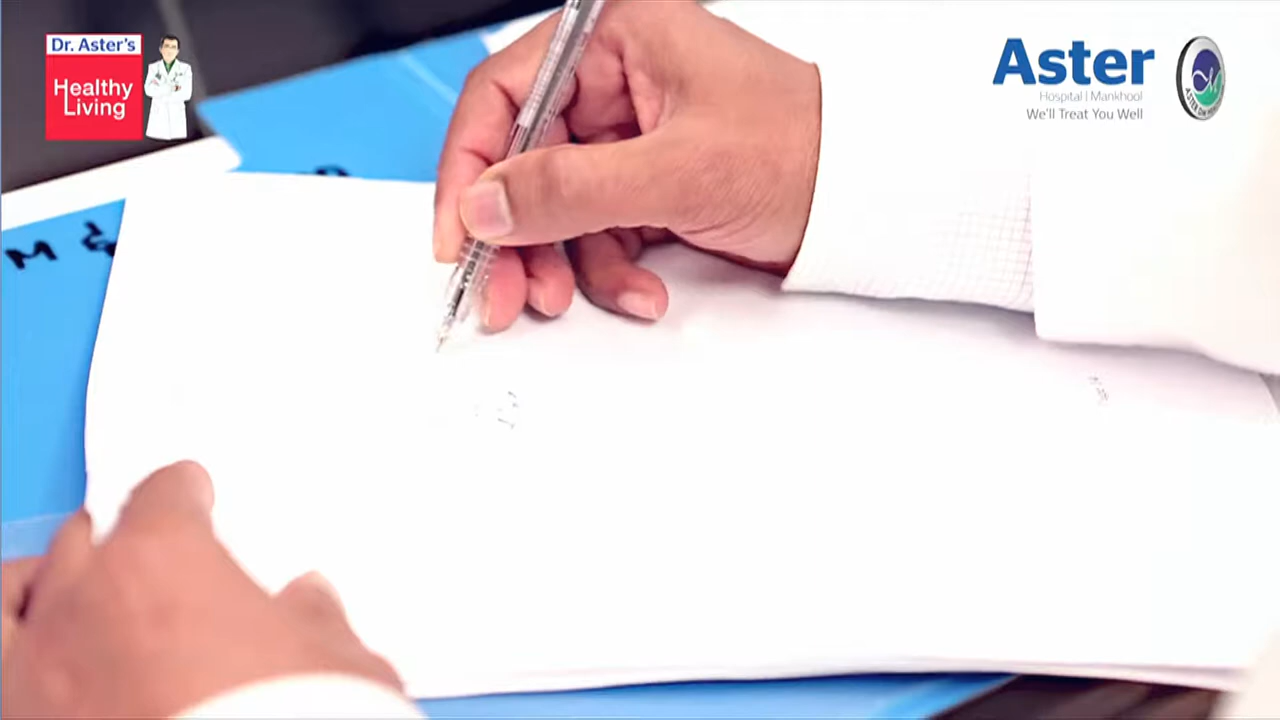 Dr. Aster's
Healthy
Living
Aster
Hospital | Mankhool
We'll Treat You Well
M &